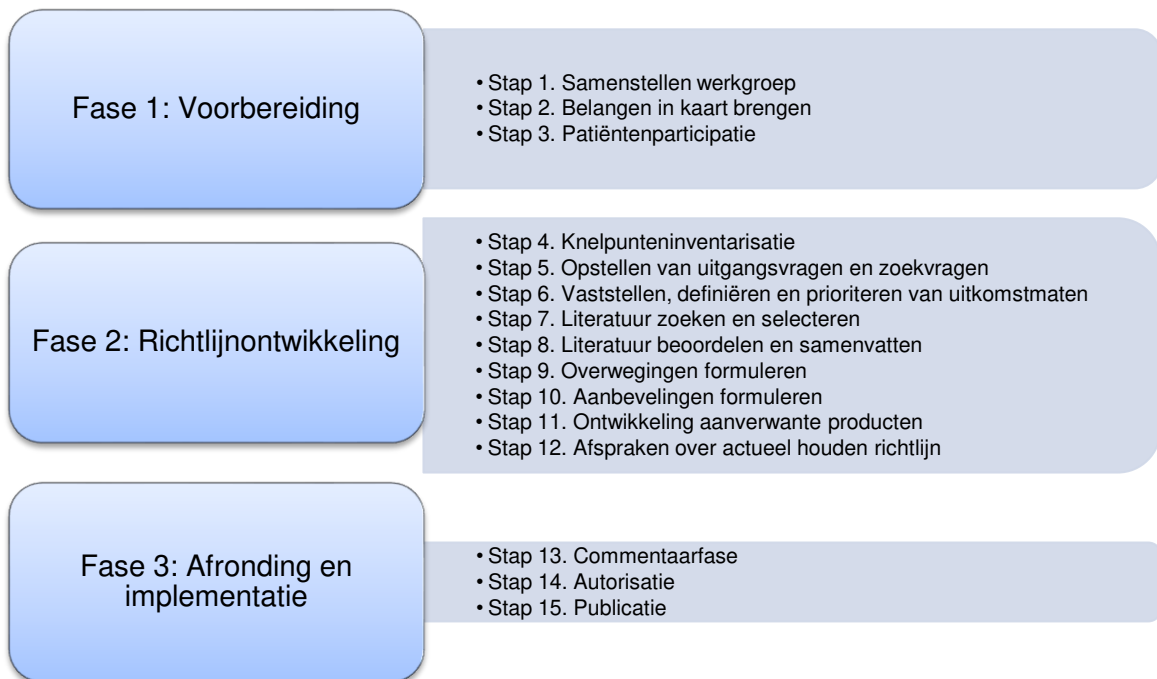 Fase 1: Voorbereiding
• Stap 1. Samenstellen werkgroep
• Stap 2. Belangen in kaart brengen
• Stap 3. Patiëntenparticipatie
Fase 2: Richtlijnontwikkeling
• Stap 4. Knelpunteninventarisatie
• Stap 5. Opstellen van uitgangsvragen en zoekvragen
• Stap 6. Vaststellen, definiëren en prioriteren van uitkomstmaten
• Stap 7. Literatuur zoeken en selecteren
• Stap 8. Literatuur beoordelen en samenvatten
• Stap 9. Overwegingen formuleren
• Stap 10. Aanbevelingen formuleren
• Stap 11. Ontwikkeling aanverwante producten
• Stap 12. Afspraken over actueel houden richtlijn
Fase 3: Afronding en
implementatie
• Stap 13. Commentaarfase
• Stap 14. Autorisatie
• Stap 15. Publicatie